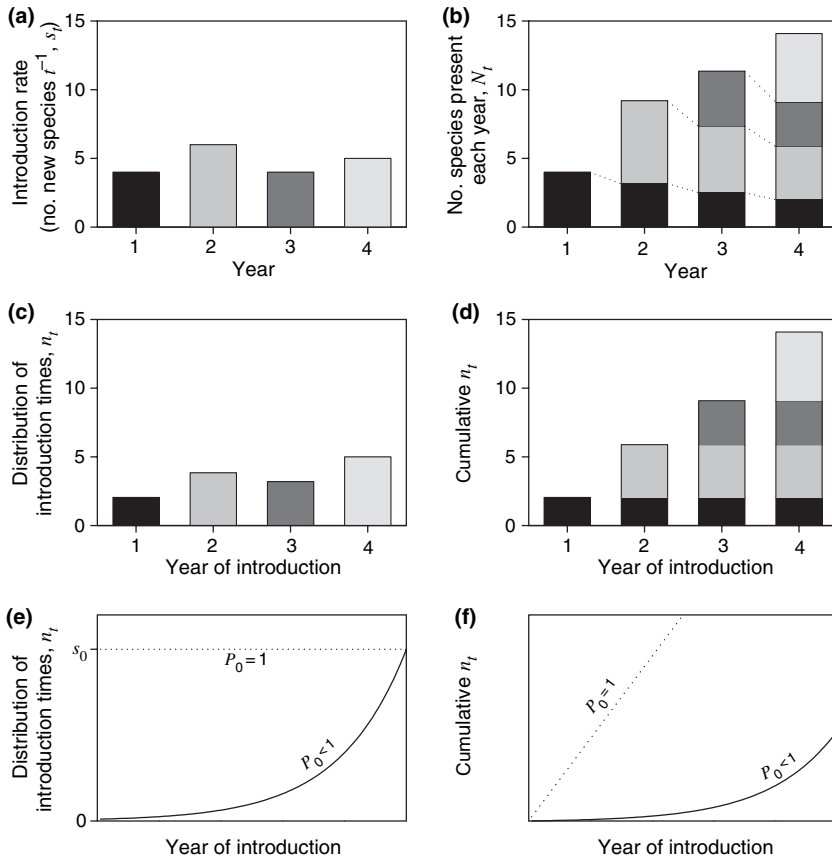 (a)
15
10
5
0
Introduction rate
(no. new species t⁻¹, sₜ)
1 2 3 4
Year
(b)
15
10
5
0
No. species present
each year, Nₜ
1 2 3 4
Year
(c)
15
10
5
0
Distribution of
introduction times, nₜ
1 2 3 4
Year of introduction
(d)
15
10
5
0
Cumulative nₜ
1 2 3 4
Year of introduction
(e)
s₀
0
Distribution of
introduction times, nₜ
P₀ = 1
P₀ < 1
Year of introduction
(f)
Cumulative nₜ
P₀ = 1
P₀ < 1
Year of introduction